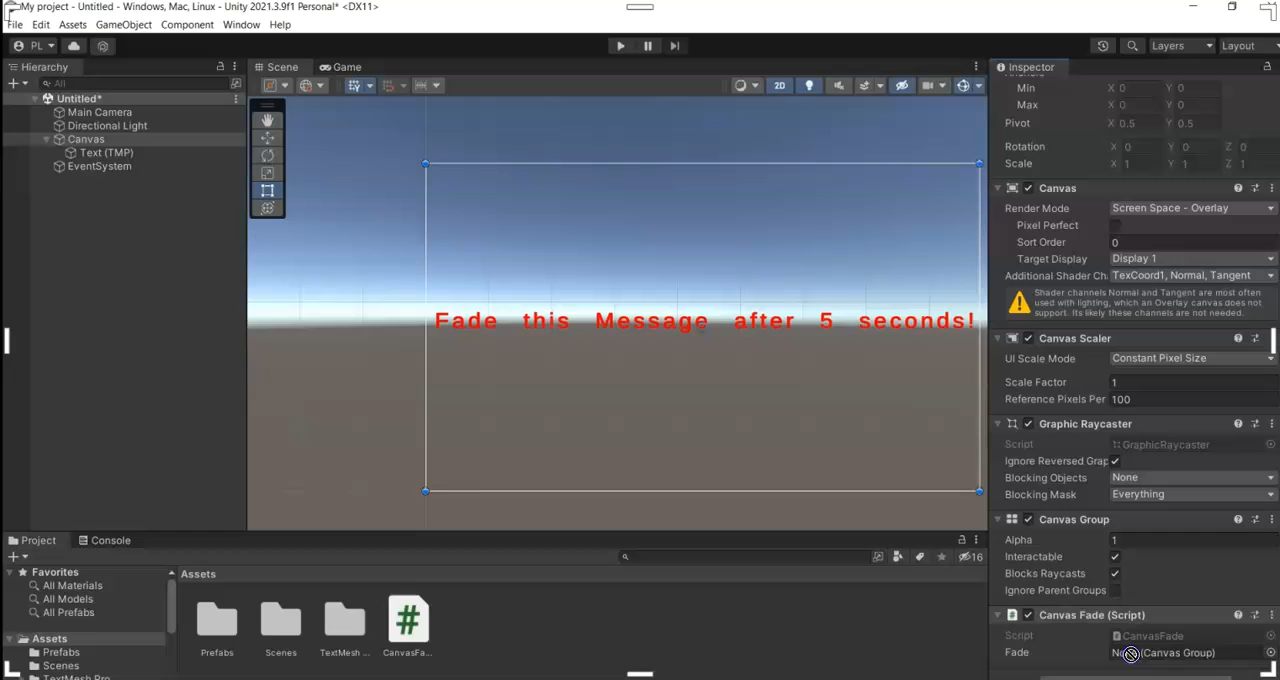 My project - Untitled - Windows, Mac, Linux - Unity 2021.3.9f1 Personal* <DX11>
File Edit Assets GameObject Component Window Help
PL
Layers
Layout
Hierarchy
All
Untitled*
Main Camera
Directional Light
Canvas
Text (TMP)
EventSystem
Scene
Game
2D
Fade this Message after 5 seconds!
Inspector
Min X 0 Y 0
Max X 0 Y 0
Pivot X 0.5 Y 0.5
Rotation X 0 Y 0 Z 0
Scale X 1 Y 1 Z 1
Canvas
Render Mode Screen Space - Overlay
Pixel Perfect
Sort Order 0
Target Display Display 1
Additional Shader Ch TexCoord1, Normal, Tangent
Shader channels Normal and Tangent are most often
used with lighting, which an Overlay canvas does not
support. Its likely these channels are not needed.
Canvas Scaler
UI Scale Mode Constant Pixel Size
Scale Factor 1
Reference Pixels Per 100
Graphic Raycaster
Script GraphicRaycaster
Ignore Reversed Grap
Blocking Objects None
Blocking Mask Everything
Canvas Group
Alpha 1
Interactable
Blocks Raycasts
Ignore Parent Groups
Canvas Fade (Script)
Script CanvasFade
Fade (Canvas Group)
Project
Console
16
Favorites
All Materials
All Models
All Prefabs
Assets
Prefabs
Scenes
TextMesh Pro
Assets
Prefabs
Scenes
TextMesh ...
CanvasFa...